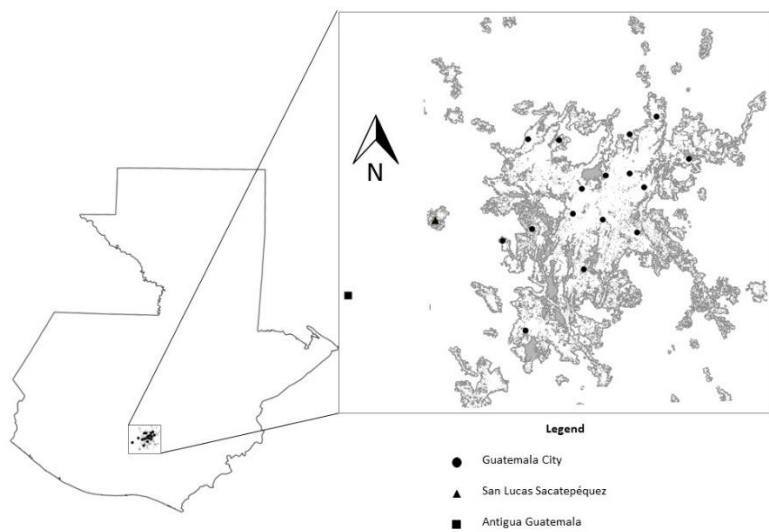 N
Legend
Guatemala City
San Lucas Sacatepéquez
Antigua Guatemala